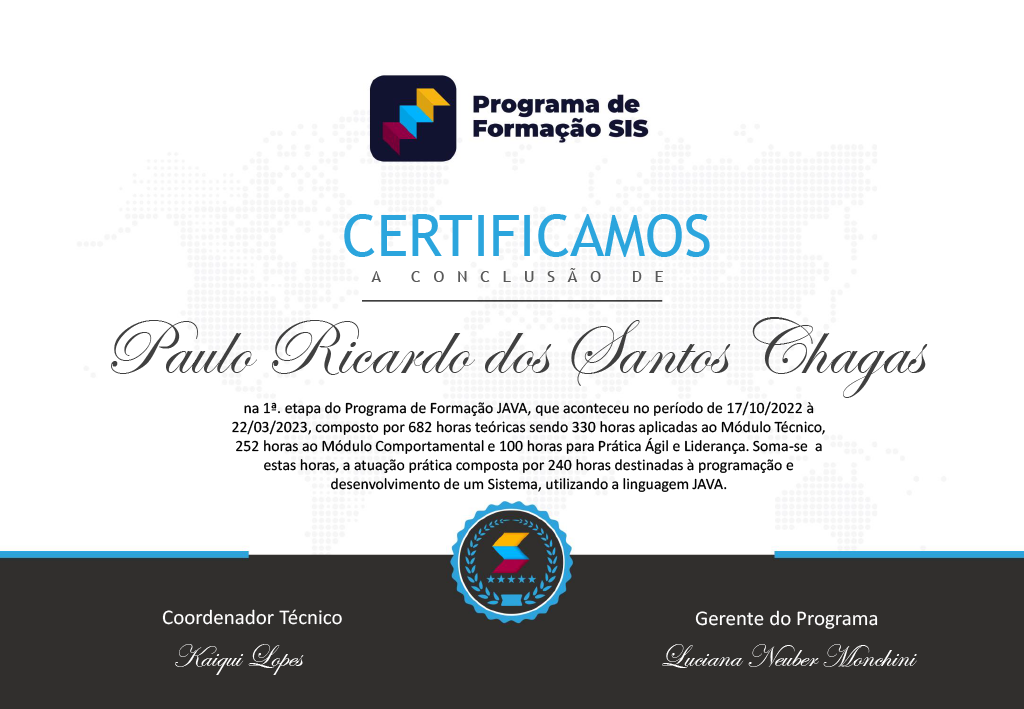 Programa de
Formação SIS
CERTIFICAMOS
A CONCLUSÃO DE
Paulo Ricardo dos Santos Chagas
na 1ª. etapa do Programa de Formação JAVA, que aconteceu no período de 17/10/2022 à
22/03/2023, composto por 682 horas teóricas sendo 330 horas aplicadas ao Módulo Técnico,
252 horas ao Módulo Comportamental e 100 horas para Prática Ágil e Liderança. Soma-se a
estas horas, a atuação prática composta por 240 horas destinadas à programação e
desenvolvimento de um Sistema, utilizando a linguagem JAVA.
Coordenador Técnico
Kaiqui Lopes
Gerente do Programa
Luciana Neuber Monchini